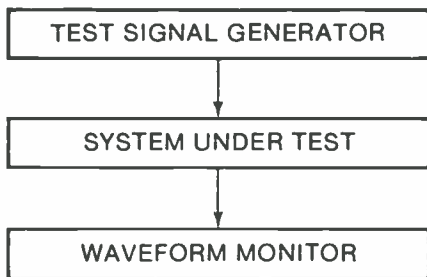 TEST SIGNAL GENERATOR
SYSTEM UNDER TEST
WAVEFORM MONITOR